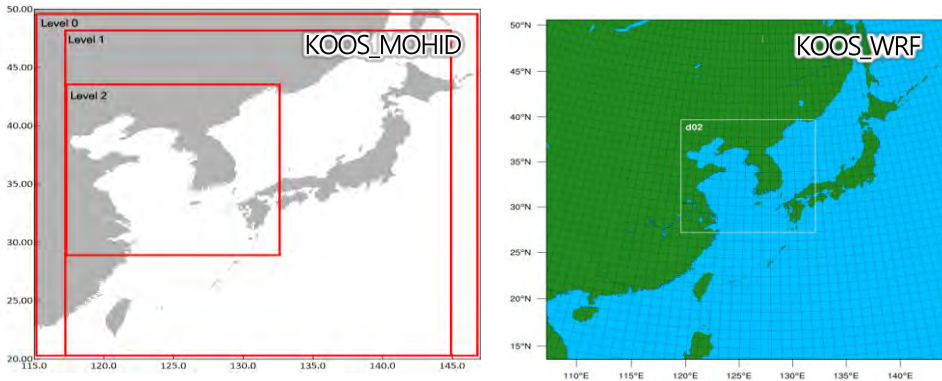 50.00
Level 0
Level 1
KOOS_MOHID
45.00
Level 2
40.00
35.00
30.00
25.00
20.00
115.0 120.0 125.0 130.0 135.0 140.0 145.0
50°N
KOOS_WRF
45°N
40°N
d02
35°N
30°N
25°N
20°N
15°N
110°E 115°E 120°E 125°E 130°E 135°E 140°E